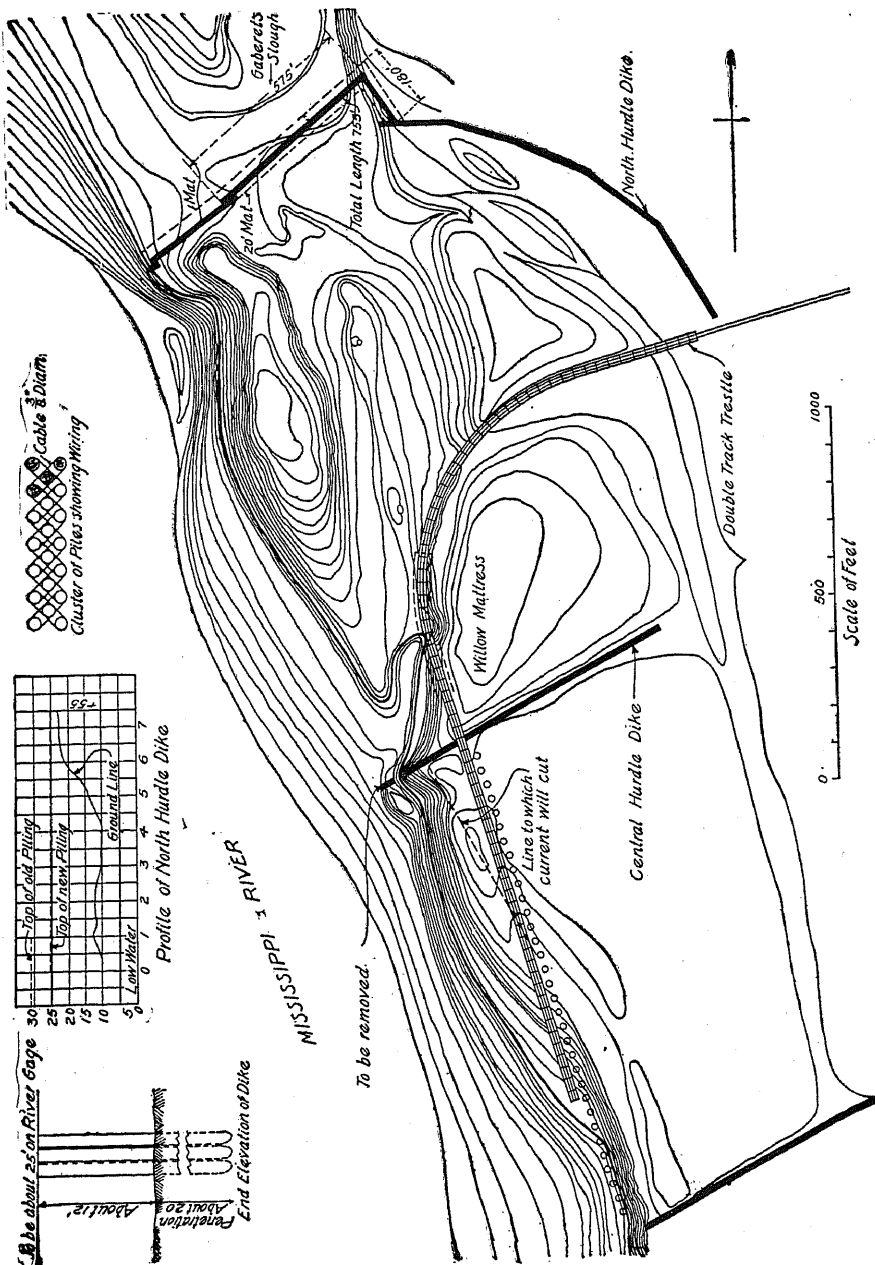 be about 25' on River Gage
About 12'
Penetration
About 20
End Elevation of Dike
30
25
20
15
10
5
0
Top of old Piling
Top of new Piling
Ground Line
+55
Low Water
0 1 2 3 4 5 6 7
Profile of North Hurdle Dike
Cable 3" Diam.
8
Cluster of Piles showing Wiring
MISSISSIPPI RIVER
To be removed.
Gaberets
Slough
575'
180'
Mat
20' Mat
Total Length 755'
North Hurdle Dike.
Willow Mattress
Line to which
current will cut
Central Hurdle Dike
Double Track Trestle
0 500 1000
Scale of Feet